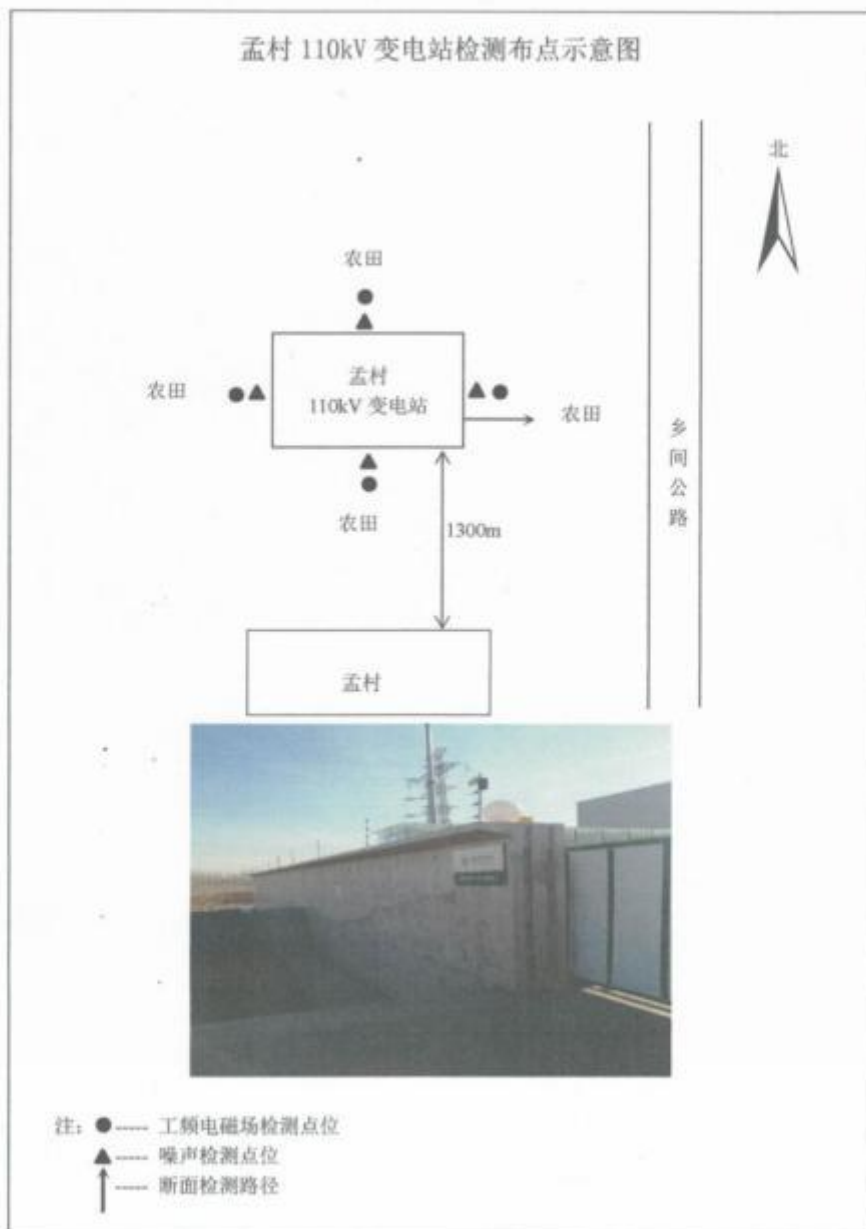 孟村 110kV 变电站检测布点示意图
北
农田
农田
孟村
110kV 变电站
农田
农田
1300m
乡间公路
孟村
注: ●---- 工频电磁场检测点位
▲---- 噪声检测点位
↑---- 断面检测路径